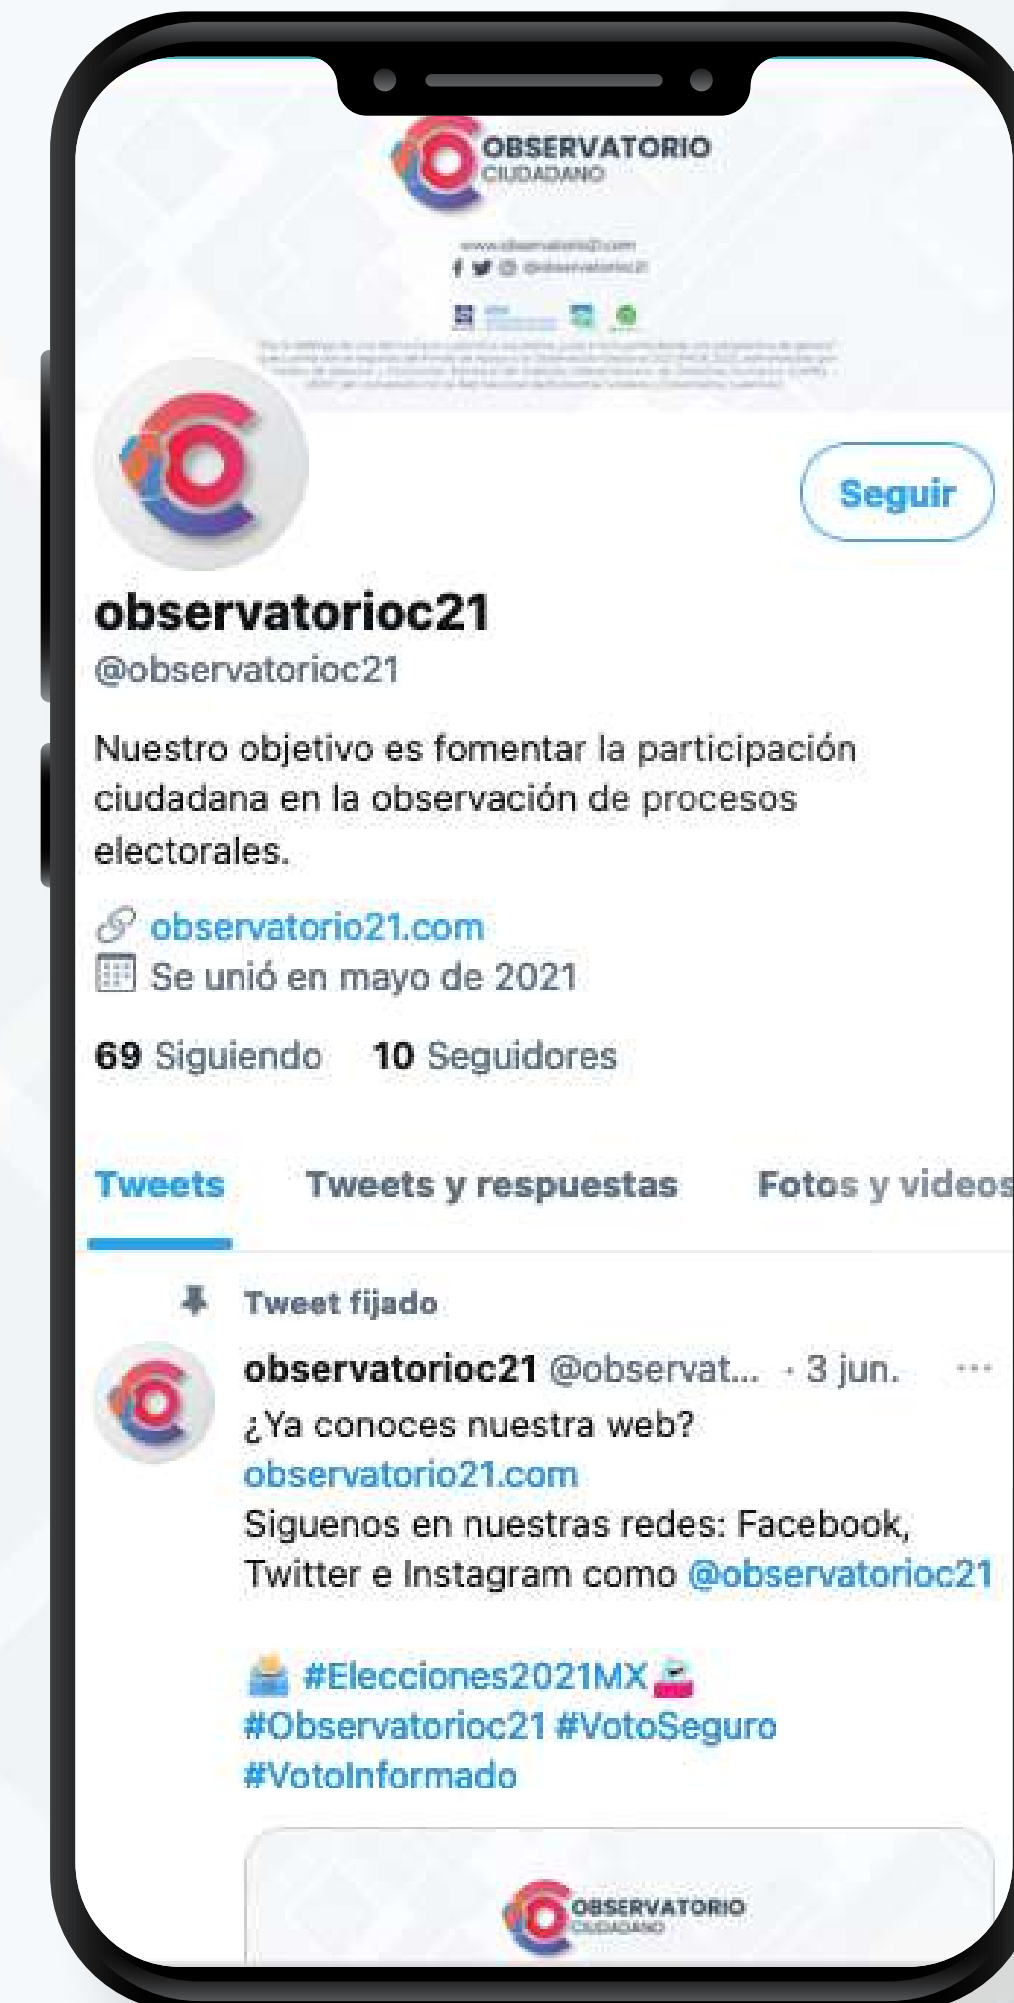 OBSERVATORIO
CIUDADANO
Seguir
observatorioc21
@observatorioc21
Nuestro objetivo es fomentar la participación
ciudadana en la observación de procesos
electorales.
observatorio21.com
Se unió en mayo de 2021
69 Siguiendo 10 Seguidores
Tweets Tweets y respuestas Fotos y videos
Tweet fijado
observatorioc21 @observat... · 3 jun. ...
¿Ya conoces nuestra web?
observatorio21.com
Siguenos en nuestras redes: Facebook,
Twitter e Instagram como @observatorioc21
#Elecciones2021MX
#Observatorioc21 #VotoSeguro
#VotoInformado
OBSERVATORIO
CIUDADANO